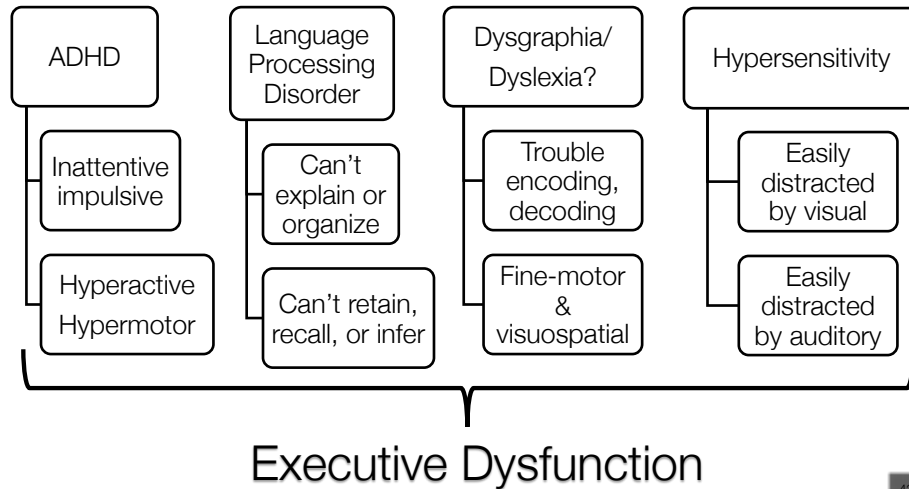 ADHD
Inattentive
impulsive
Hyperactive
Hypermotor
Language
Processing
Disorder
Can't
explain or
organize
Can't retain,
recall, or infer
Dysgraphia/
Dyslexia?
Trouble
encoding,
decoding
Fine-motor
&
visuospatial
Hypersensitivity
Easily
distracted
by visual
Easily
distracted
by auditory
Executive Dysfunction